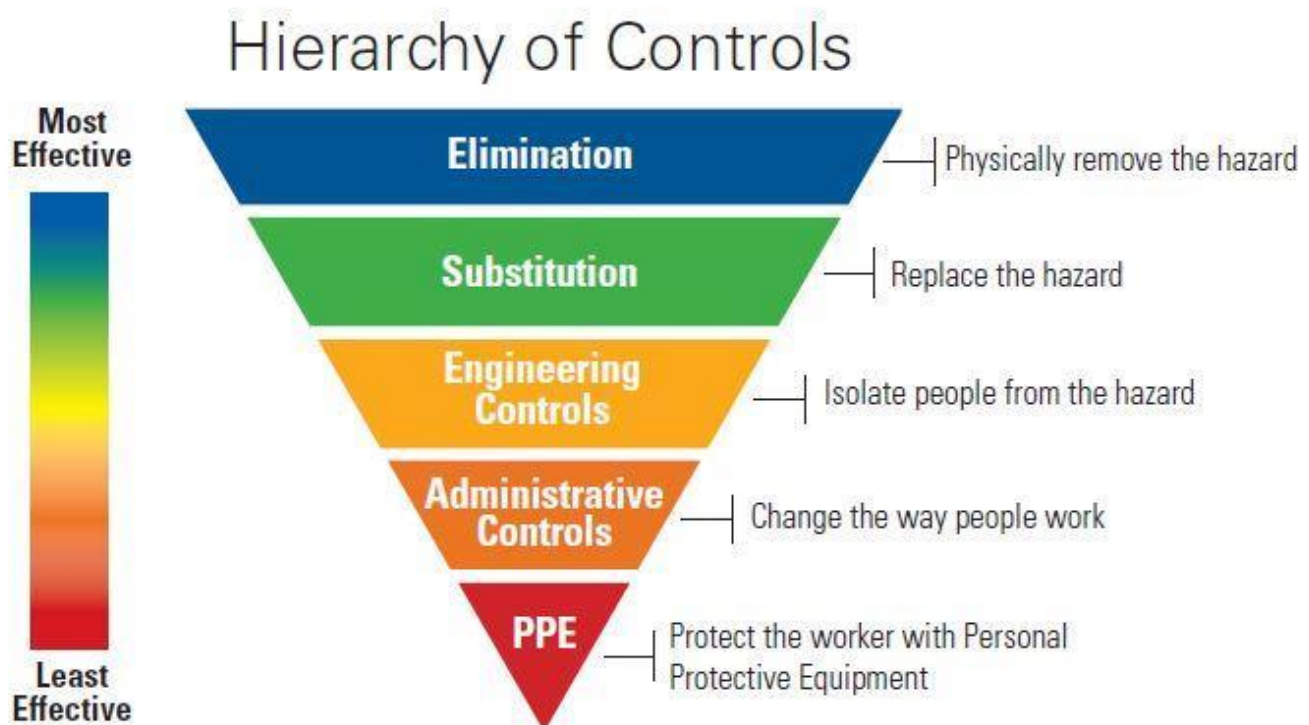 Hierarchy of Controls
Most
Effective
Elimination
Physically remove the hazard
Substitution
Replace the hazard
Engineering
Controls
Isolate people from the hazard
Administrative
Controls
Change the way people work
PPE
Protect the worker with Personal
Protective Equipment
Least
Effective